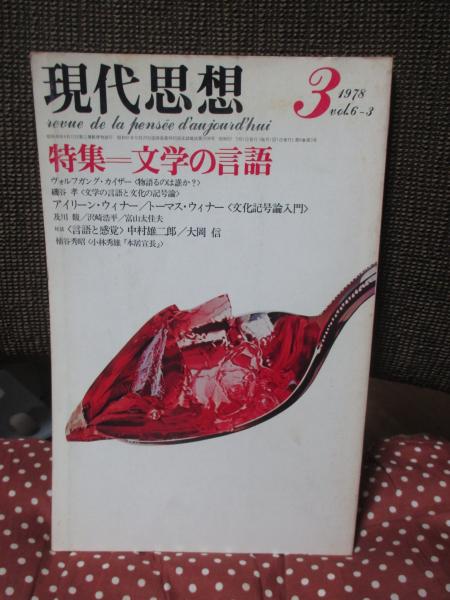 現代思想
3
1978
vol.6-3
revue de la pensée d'aujourd'hui
特集=文学の言語
ヴォルフガング・カイザー〈物語るのは誰か?〉
磯谷 孝〈文学の言語と文化の記号論〉
アイリーン・ウィナー/トーマス・ウィナー〈文化記号論入門〉
及川 馥/沢崎浩平/富山太佳夫
対話〈言語と感覚〉中村雄二郎/大岡 信
桶谷秀昭〈小林秀雄『本居宣長』〉